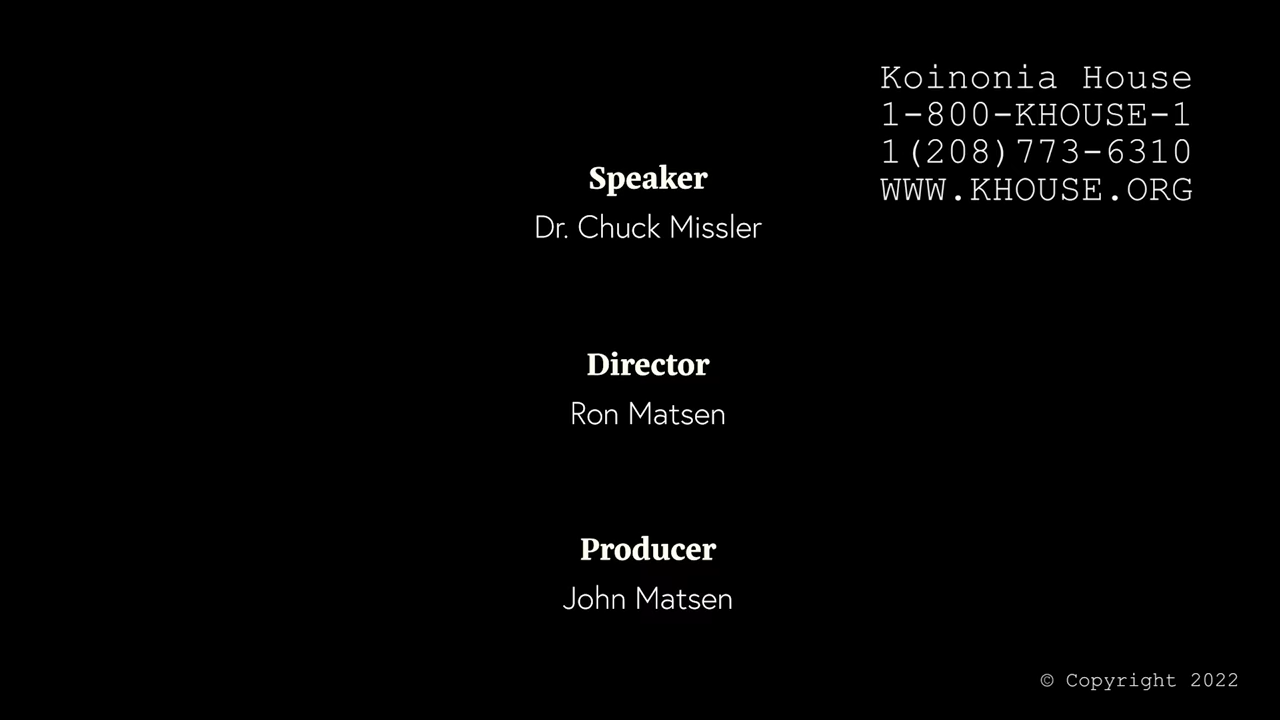 Koinonia House
1-800-KHOUSE-1
1(208)773-6310
WWW.KHOUSE.ORG
Speaker
Dr. Chuck Missler
Director
Ron Matsen
Producer
John Matsen
© Copyright 2022